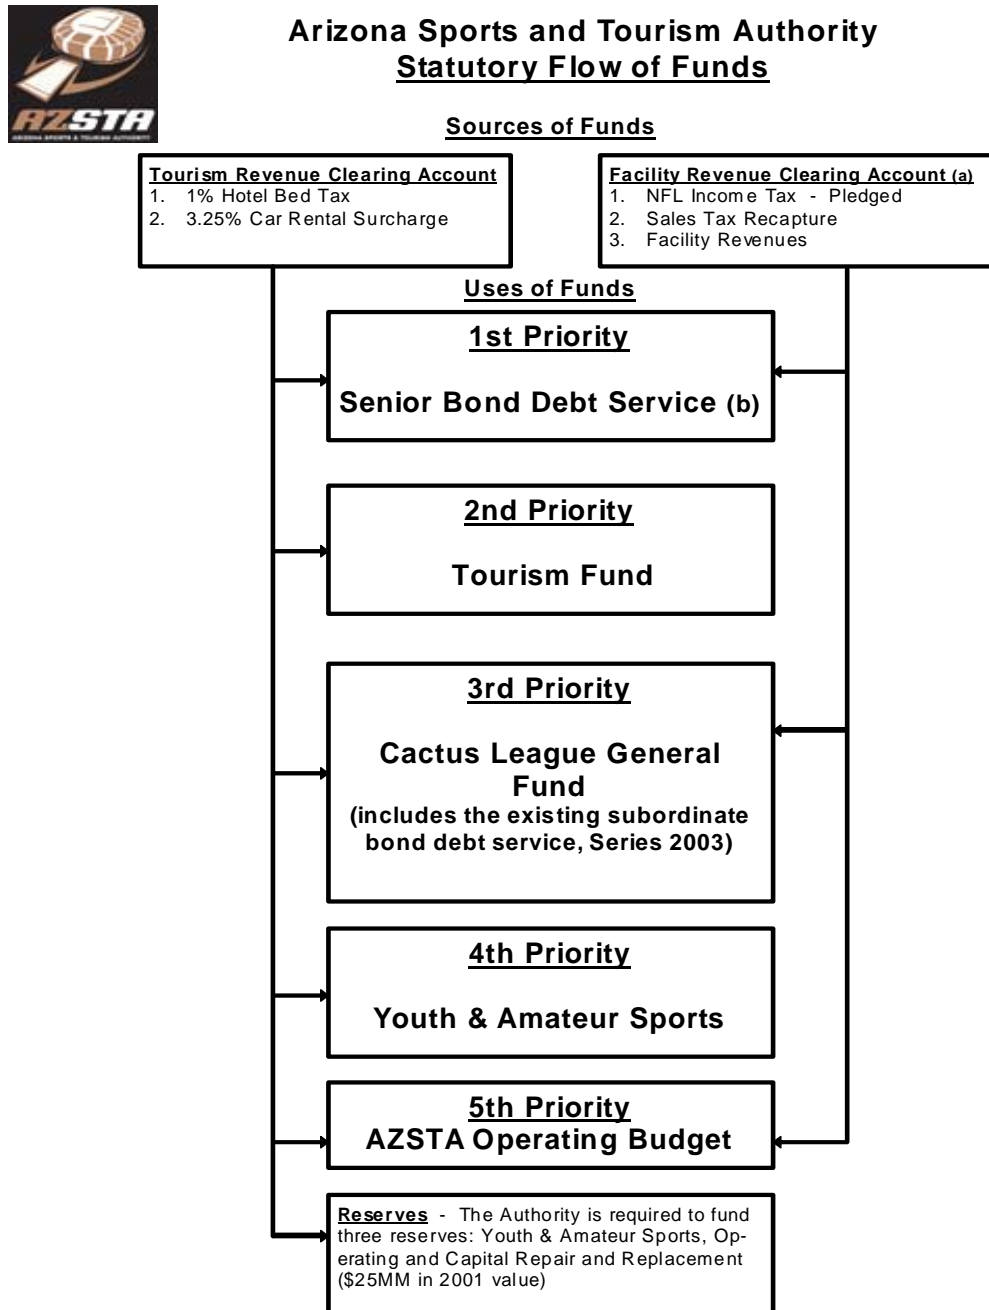 AZSTA
ARIZONA SPORTS & TOURISM AUTHORITY
Arizona Sports and Tourism Authority
Statutory Flow of Funds
Sources of Funds
Tourism Revenue Clearing Account
1. 1% Hotel Bed Tax
2. 3.25% Car Rental Surcharge
Facility Revenue Clearing Account (a)
1. NFL Income Tax - Pledged
2. Sales Tax Recapture
3. Facility Revenues
Uses of Funds
1st Priority
Senior Bond Debt Service (b)
2nd Priority
Tourism Fund
3rd Priority
Cactus League General
Fund
(includes the existing subordinate
bond debt service, Series 2003)
4th Priority
Youth & Amateur Sports
5th Priority
AZSTA Operating Budget
Reserves - The Authority is required to fund
three reserves: Youth & Amateur Sports, Op-
erating and Capital Repair and Replacement
($25MM in 2001 value)